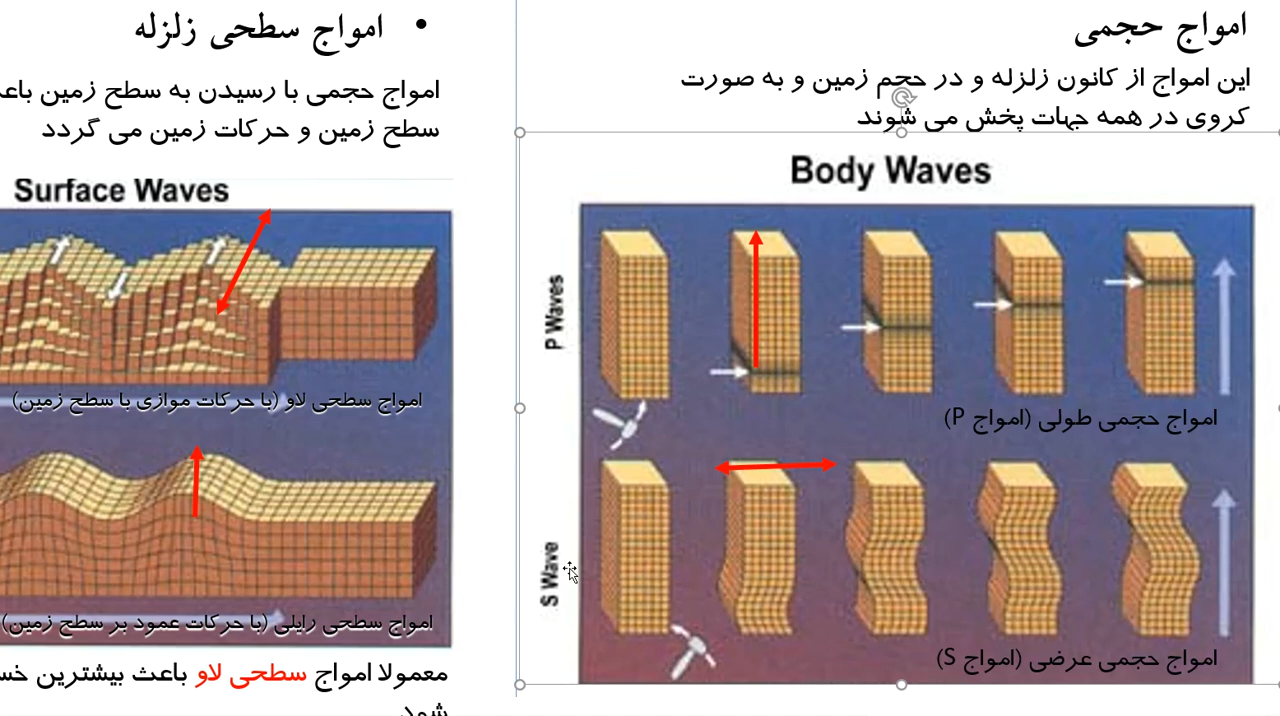 امواج حجمی
این امواج از کانون زلزله و در حجم زمین و به صورت
کروی در همه جهات پخش می شوند
Body Waves
P Waves
امواج حجمی طولی (امواج P)
S Wave
امواج حجمی عرضی (امواج S)
• امواج سطحی زلزله
امواج حجمی با رسیدن به سطح زمین
سطح زمین و حرکات زمین می گردد
Surface Waves
امواج سطحی لاو (با حرکات موازی با سطح زمین)
امواج سطحی رایلی (با حرکات عمود بر سطح زمین)
معمولا امواج سطحی لاو باعث بیشترین